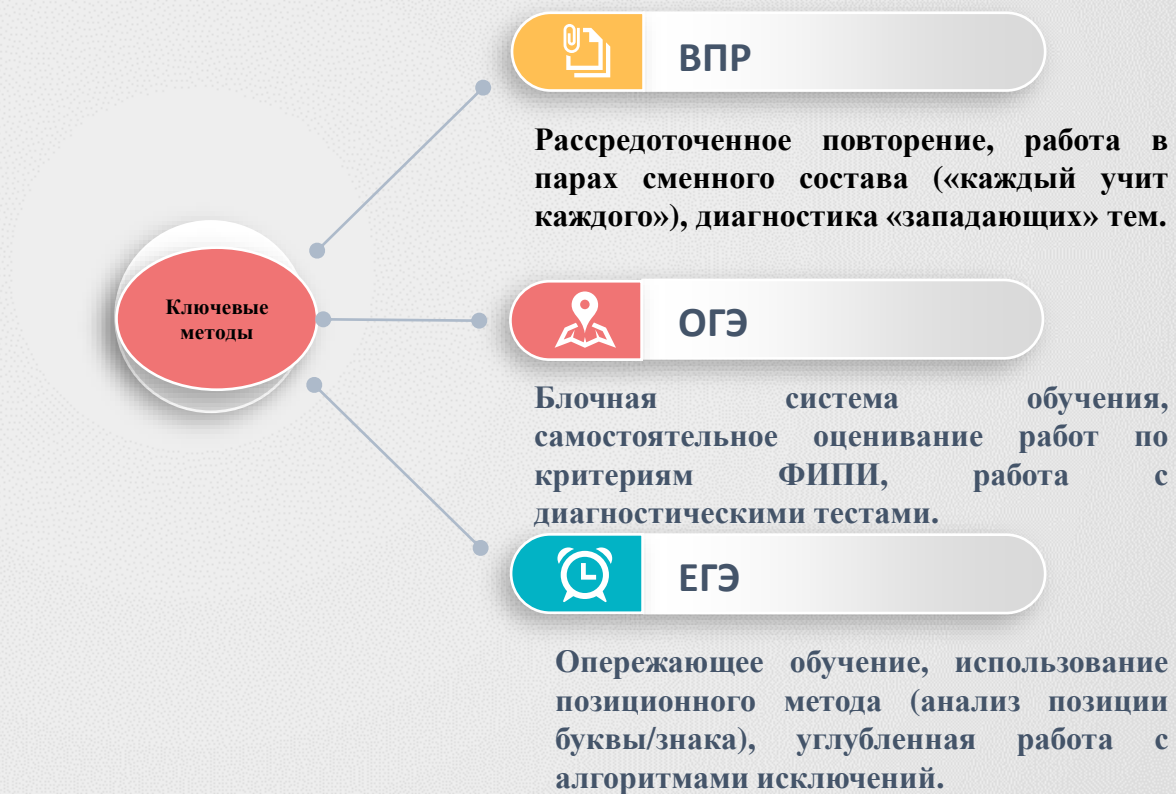 Ключевые
методы
ВПР
Рассредоточенное повторение, работа в
парах сменного состава («каждый учит
каждого»), диагностика «западающих» тем.
ОГЭ
Блочная система обучения,
самостоятельное оценивание работ по
критериям ФИПИ, работа с
диагностическими тестами.
ЕГЭ
Опережающее обучение, использование
позиционного метода (анализ позиции
буквы/знака), углубленная работа с
алгоритмами исключений.